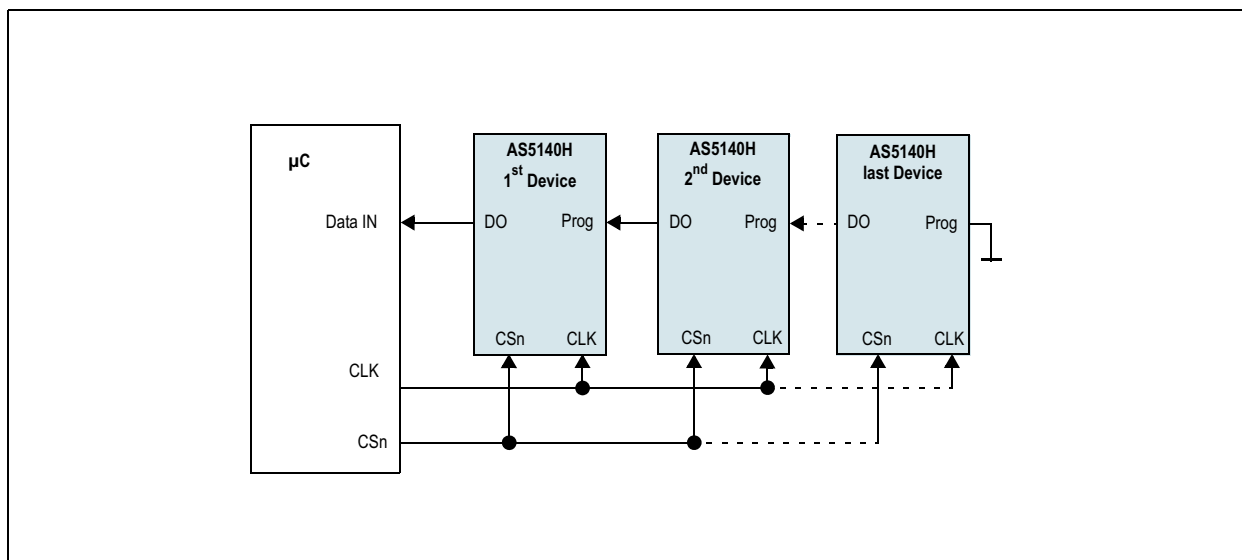 µC
AS5140H
1st Device
AS5140H
2nd Device
AS5140H
last Device
Data IN
DO
Prog
DO
Prog
DO
Prog
CSn
CLK
CSn
CLK
CSn
CLK
CLK
CSn